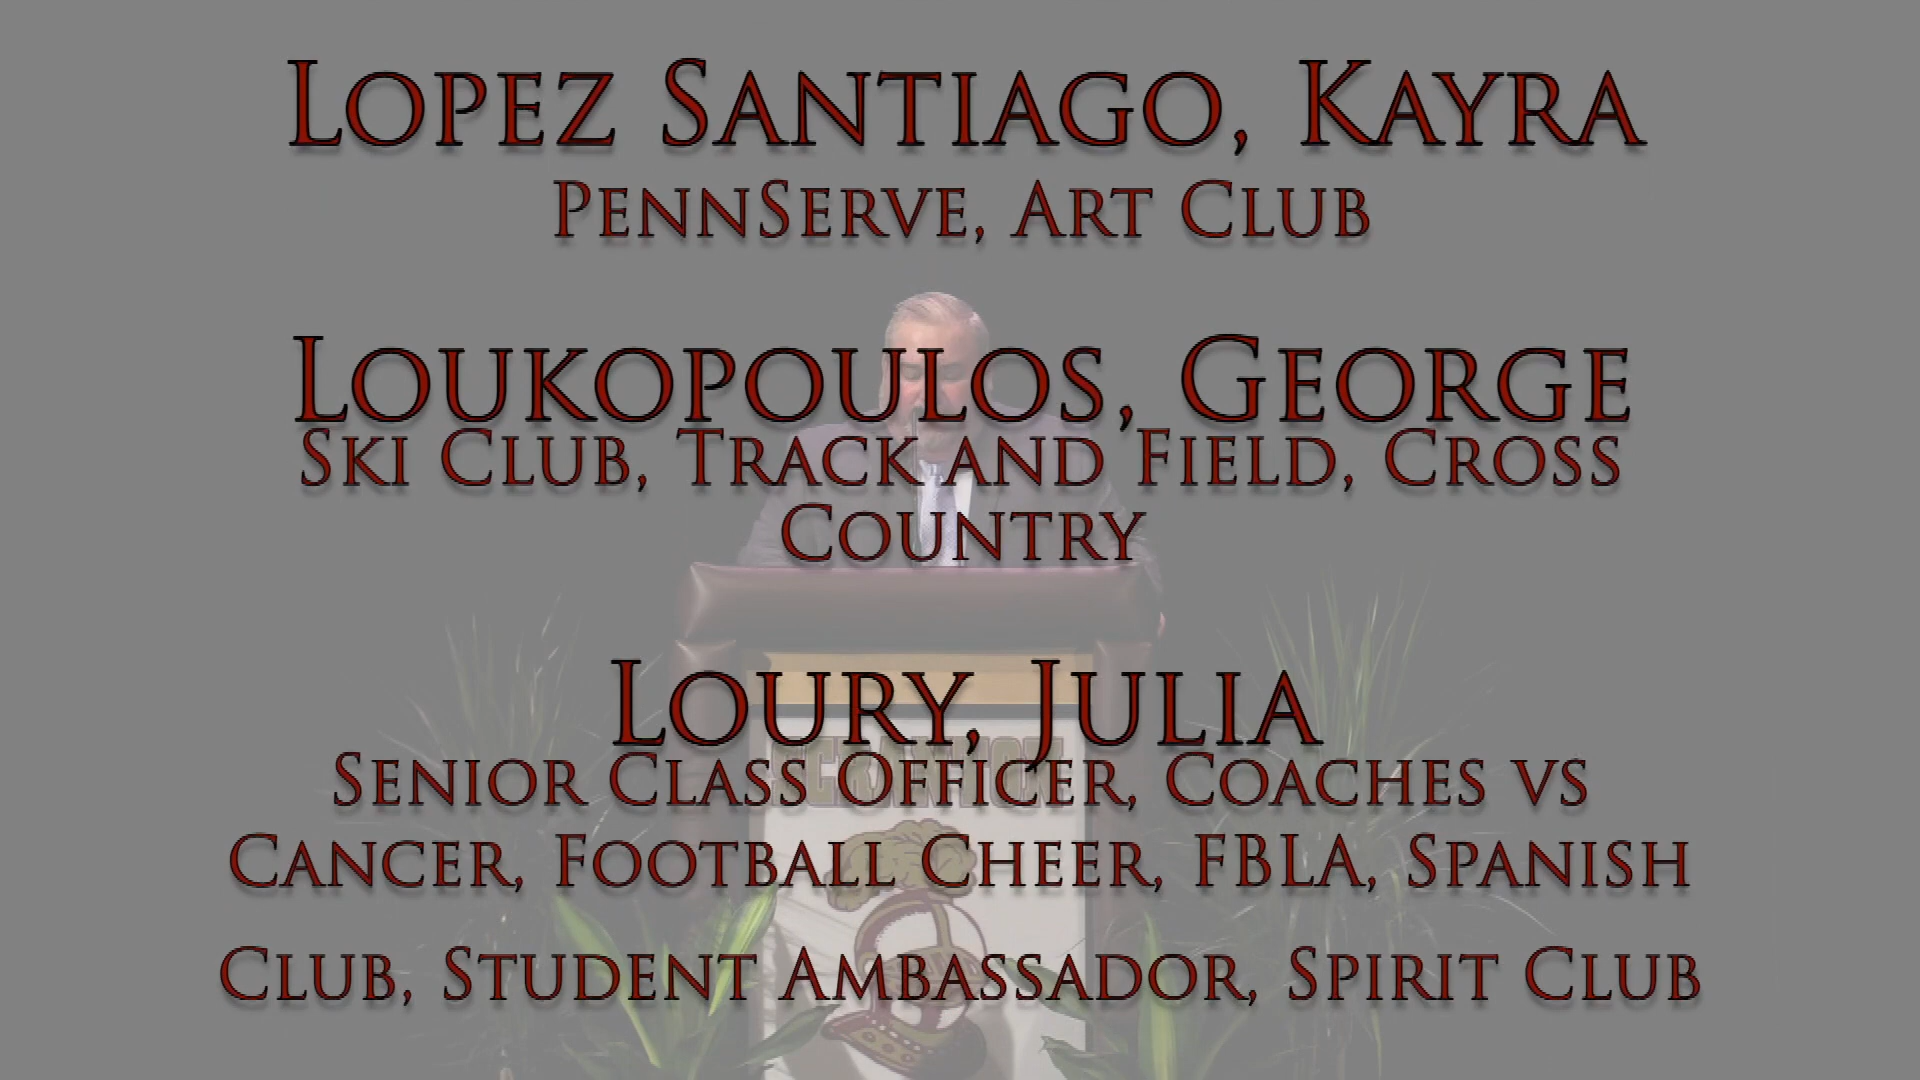 Lopez Santiago, Kayra
PennServe, Art Club
Loukopoulos, George
Ski Club, Track and Field, Cross
Country
Loury, Julia
Senior Class Officer, Coaches vs
Cancer, Football Cheer, FBLA, Spanish
Club, Student Ambassador, Spirit Club
SCRANTON